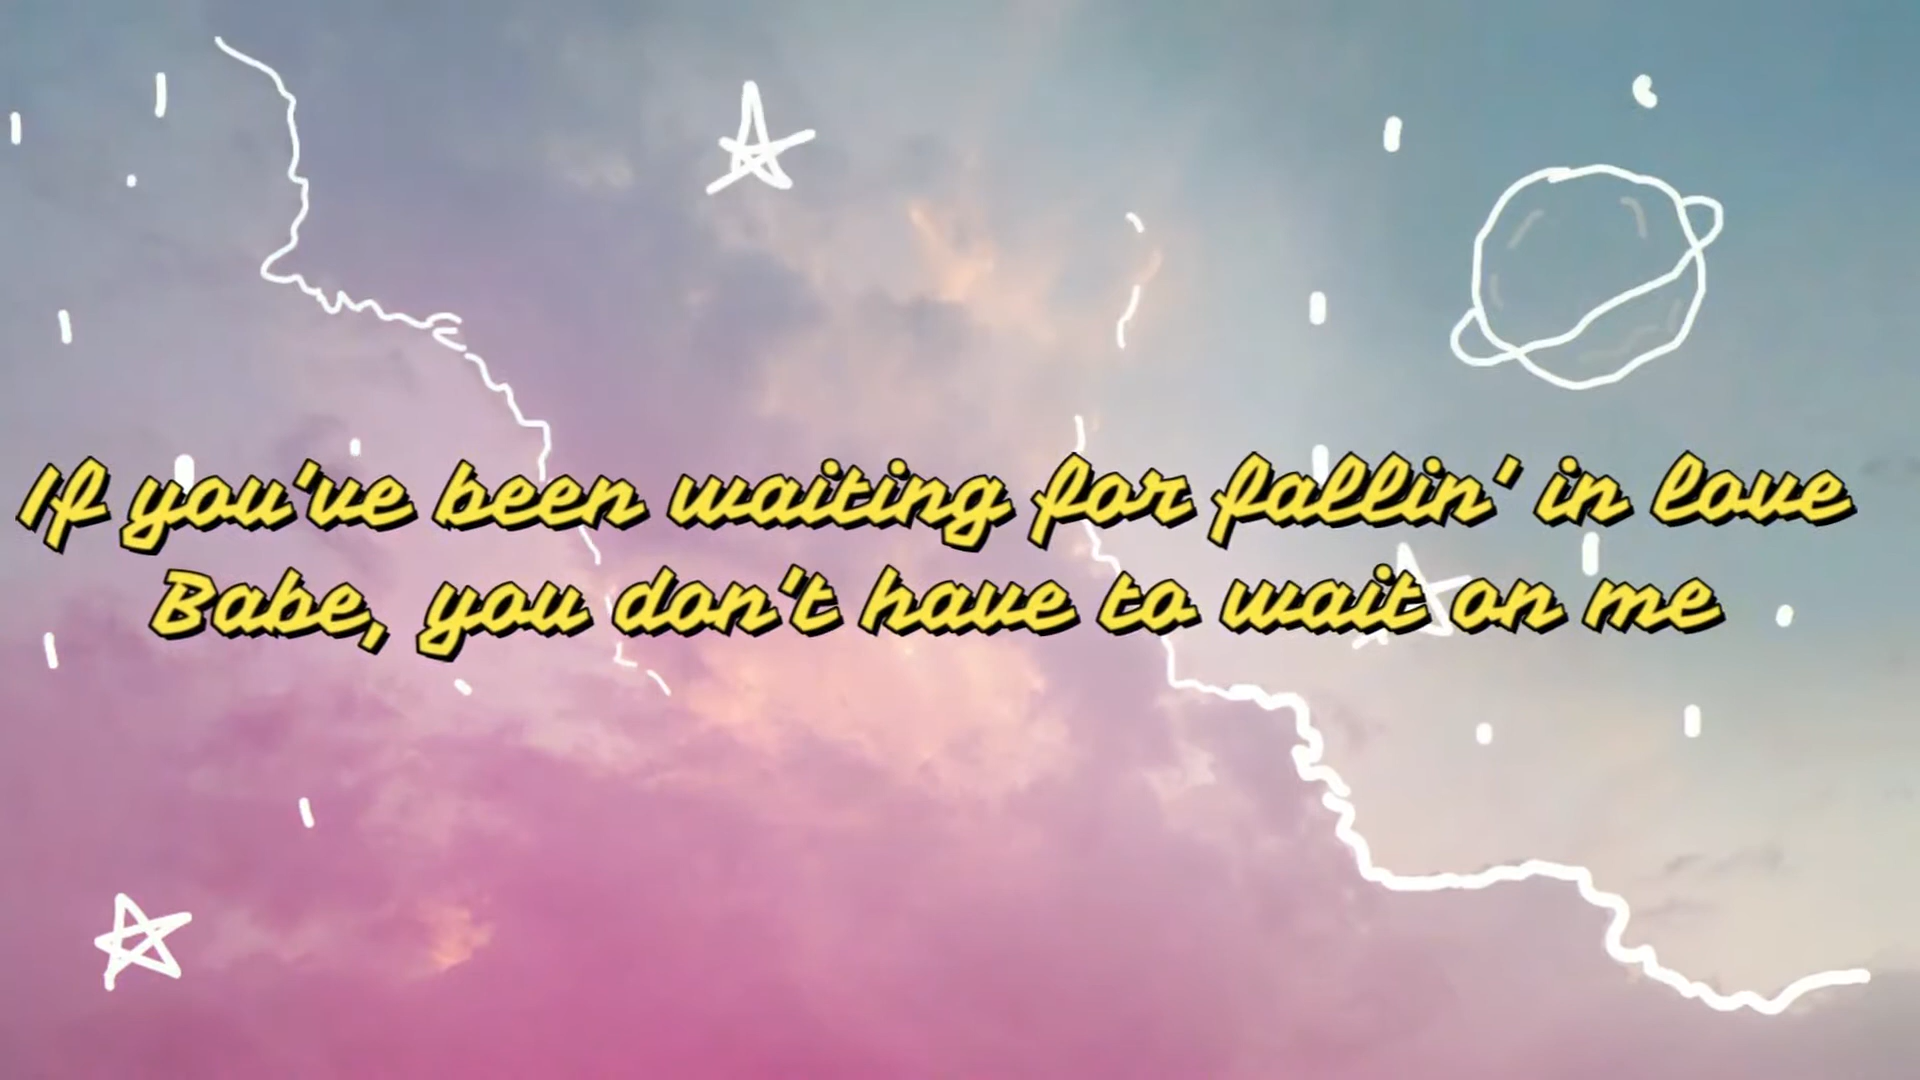 If you've been waiting for fallin' in love
Babe, you don't have to wait on me